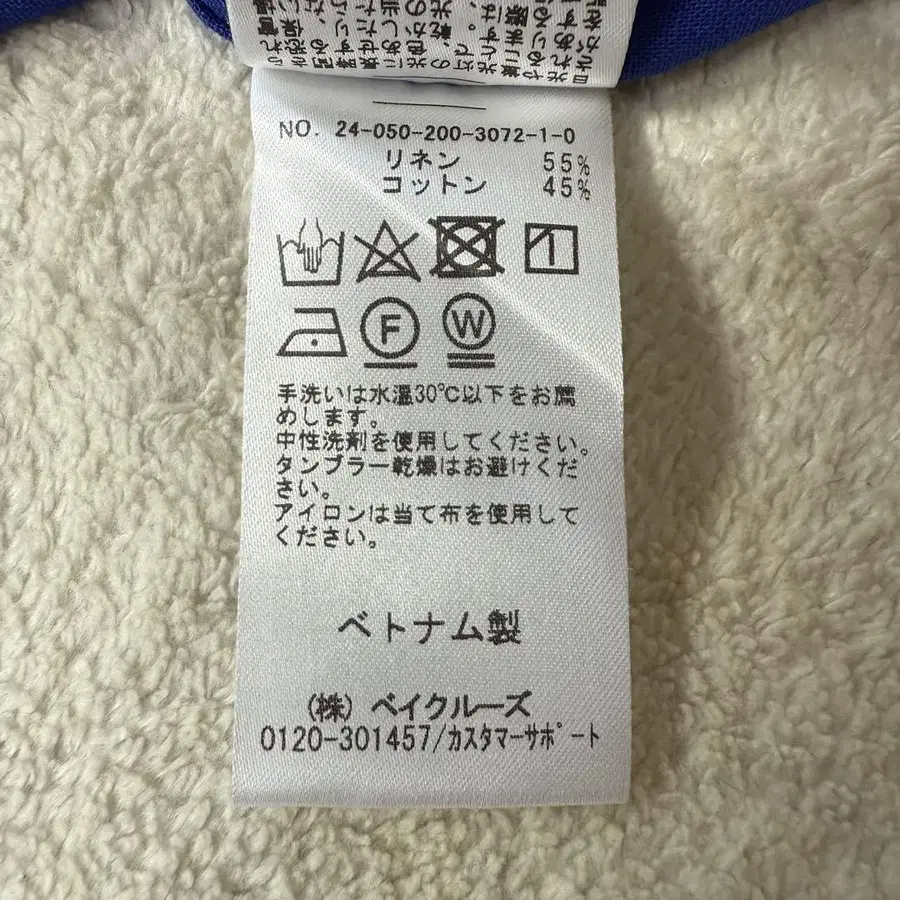 NO. 24-050-200-3072-1-0
リネン 55%
コットン 45%
F W
手洗いは水温30℃以下をお薦
めします。
中性洗剤を使用してください。
タンブラー乾燥はお避けくだ
さい。
アイロンは当て布を使用して
ください。
ベトナム製
(株) ベイクルーズ
0120-301457/カスタマーサポート